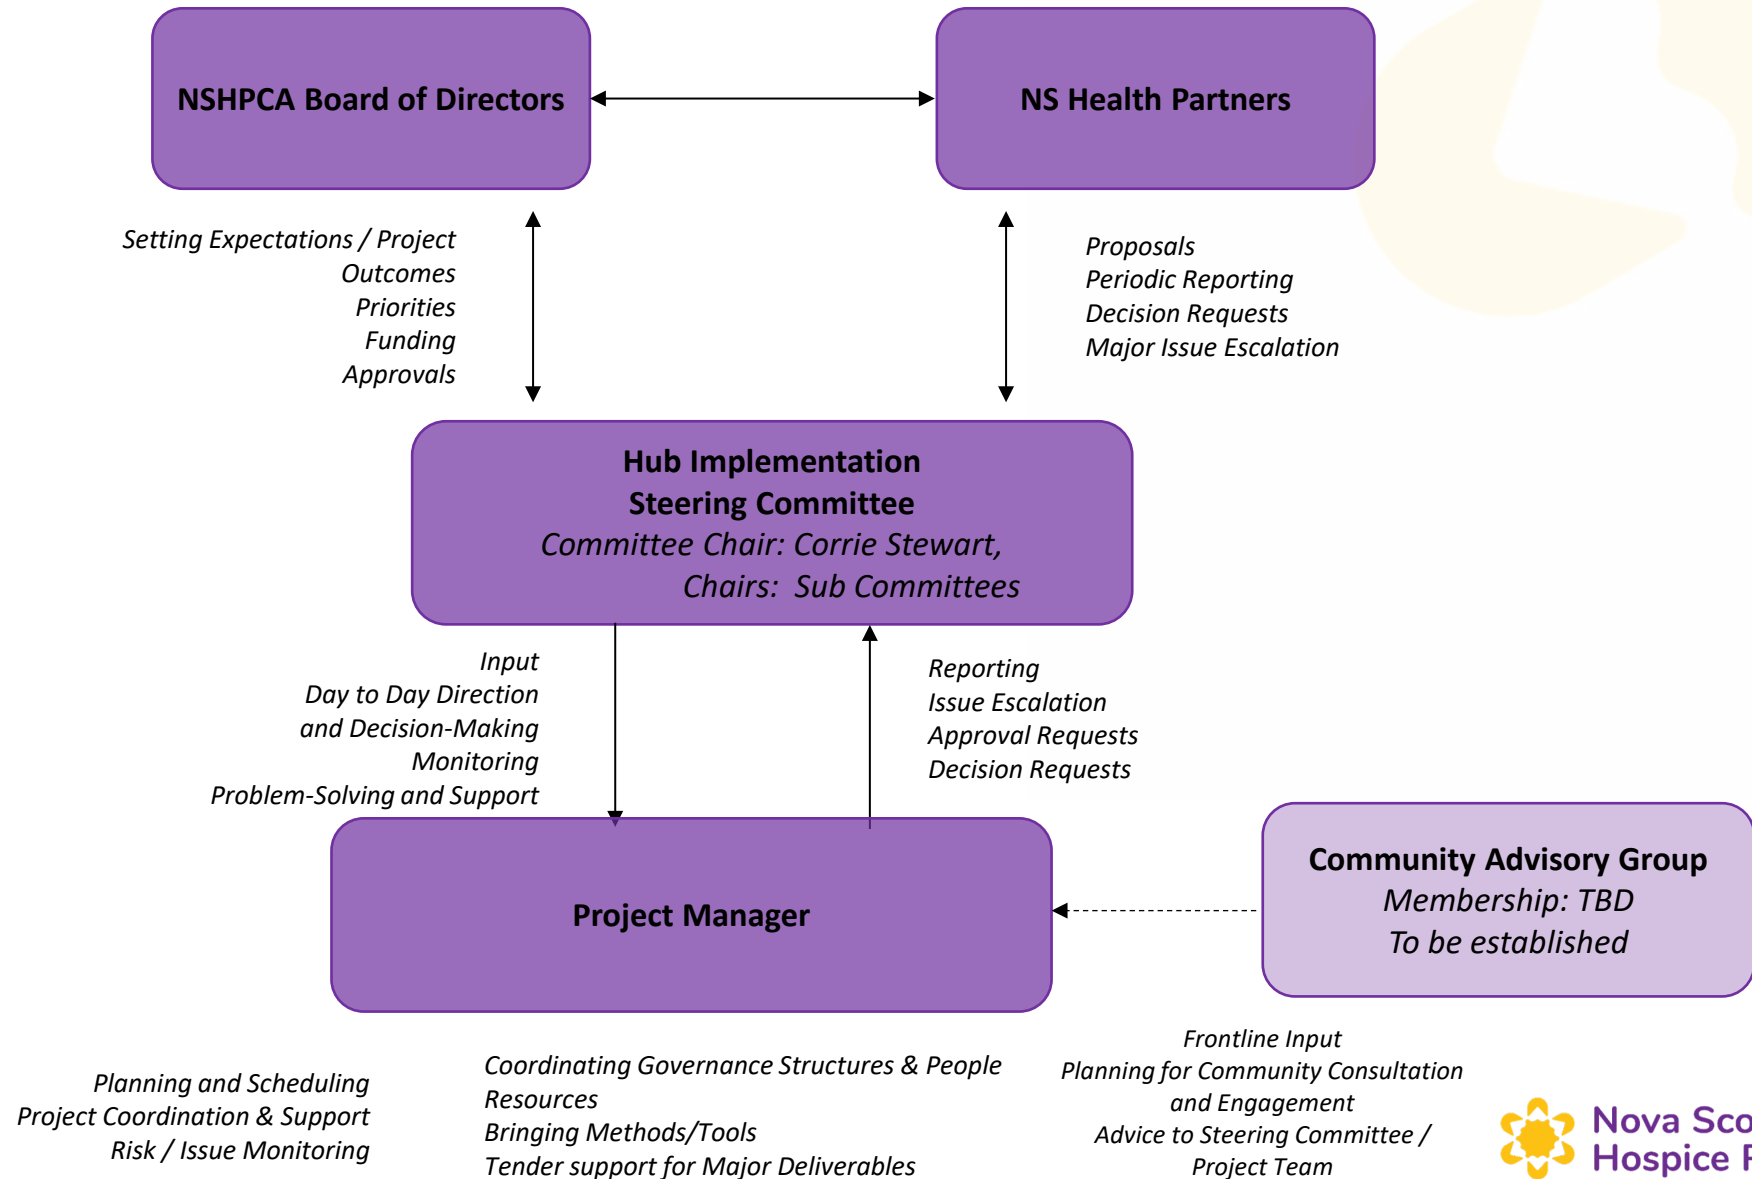 NSHPCA Board of Directors
NS Health Partners
Setting Expectations / Project
Outcomes
Priorities
Funding
Approvals
Proposals
Periodic Reporting
Decision Requests
Major Issue Escalation
Hub Implementation
Steering Committee
Committee Chair: Corrie Stewart,
Chairs: Sub Committees
Input
Day to Day Direction
and Decision-Making
Monitoring
Problem-Solving and Support
Reporting
Issue Escalation
Approval Requests
Decision Requests
Project Manager
Community Advisory Group
Membership: TBD
To be established
Planning and Scheduling
Project Coordination & Support
Risk / Issue Monitoring
Coordinating Governance Structures & People
Resources
Bringing Methods/Tools
Tender support for Major Deliverables
Frontline Input
Planning for Community Consultation
and Engagement
Advice to Steering Committee /
Project Team
Nova Sco
Hospice P